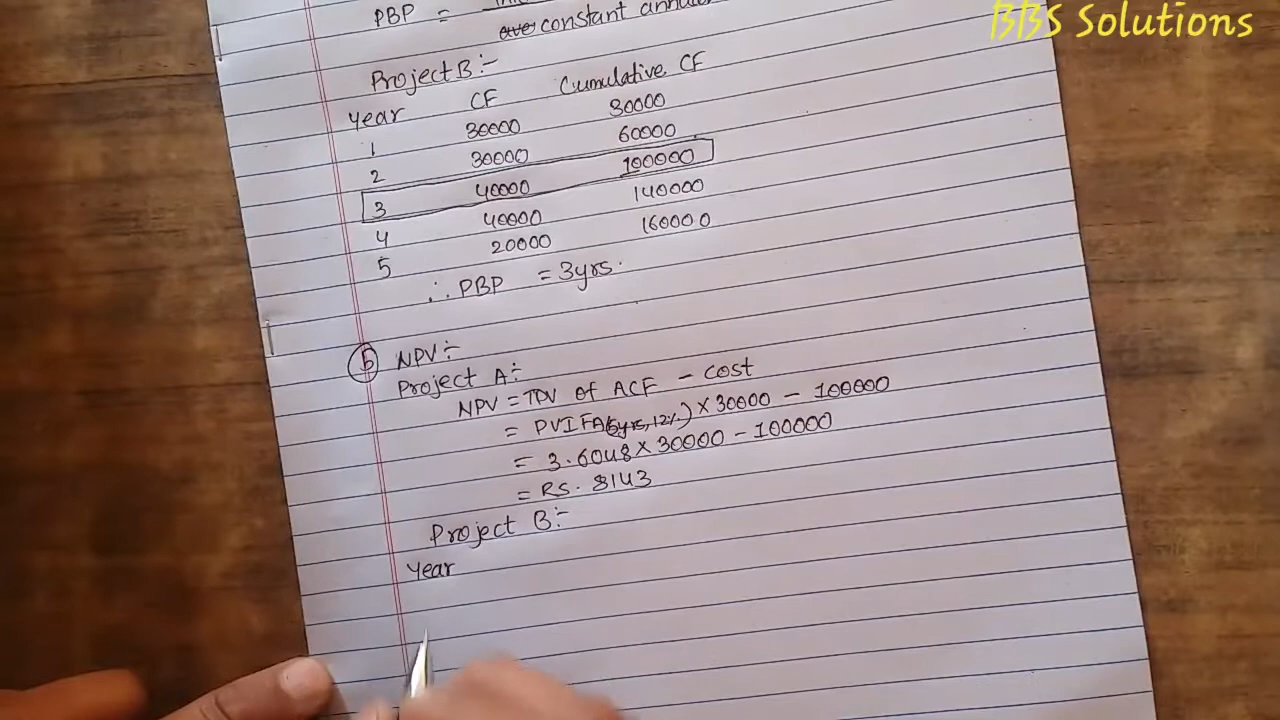 BBS Solutions
PBP =
constant annual
Project B:-
Year CF Cumulative CF
1 30000 30000
2 30000 60000
3 40000 100000
4 40000 140000
5 20000 160000
∴ PBP = 3yrs.
b NPV:-
Project A:-
NPV = TPV of ACF - cost
= PVIFA(5yrs,12%) × 30000 - 100000
= 3.6048 × 30000 - 100000
= Rs. 8143
Project B:-
Year